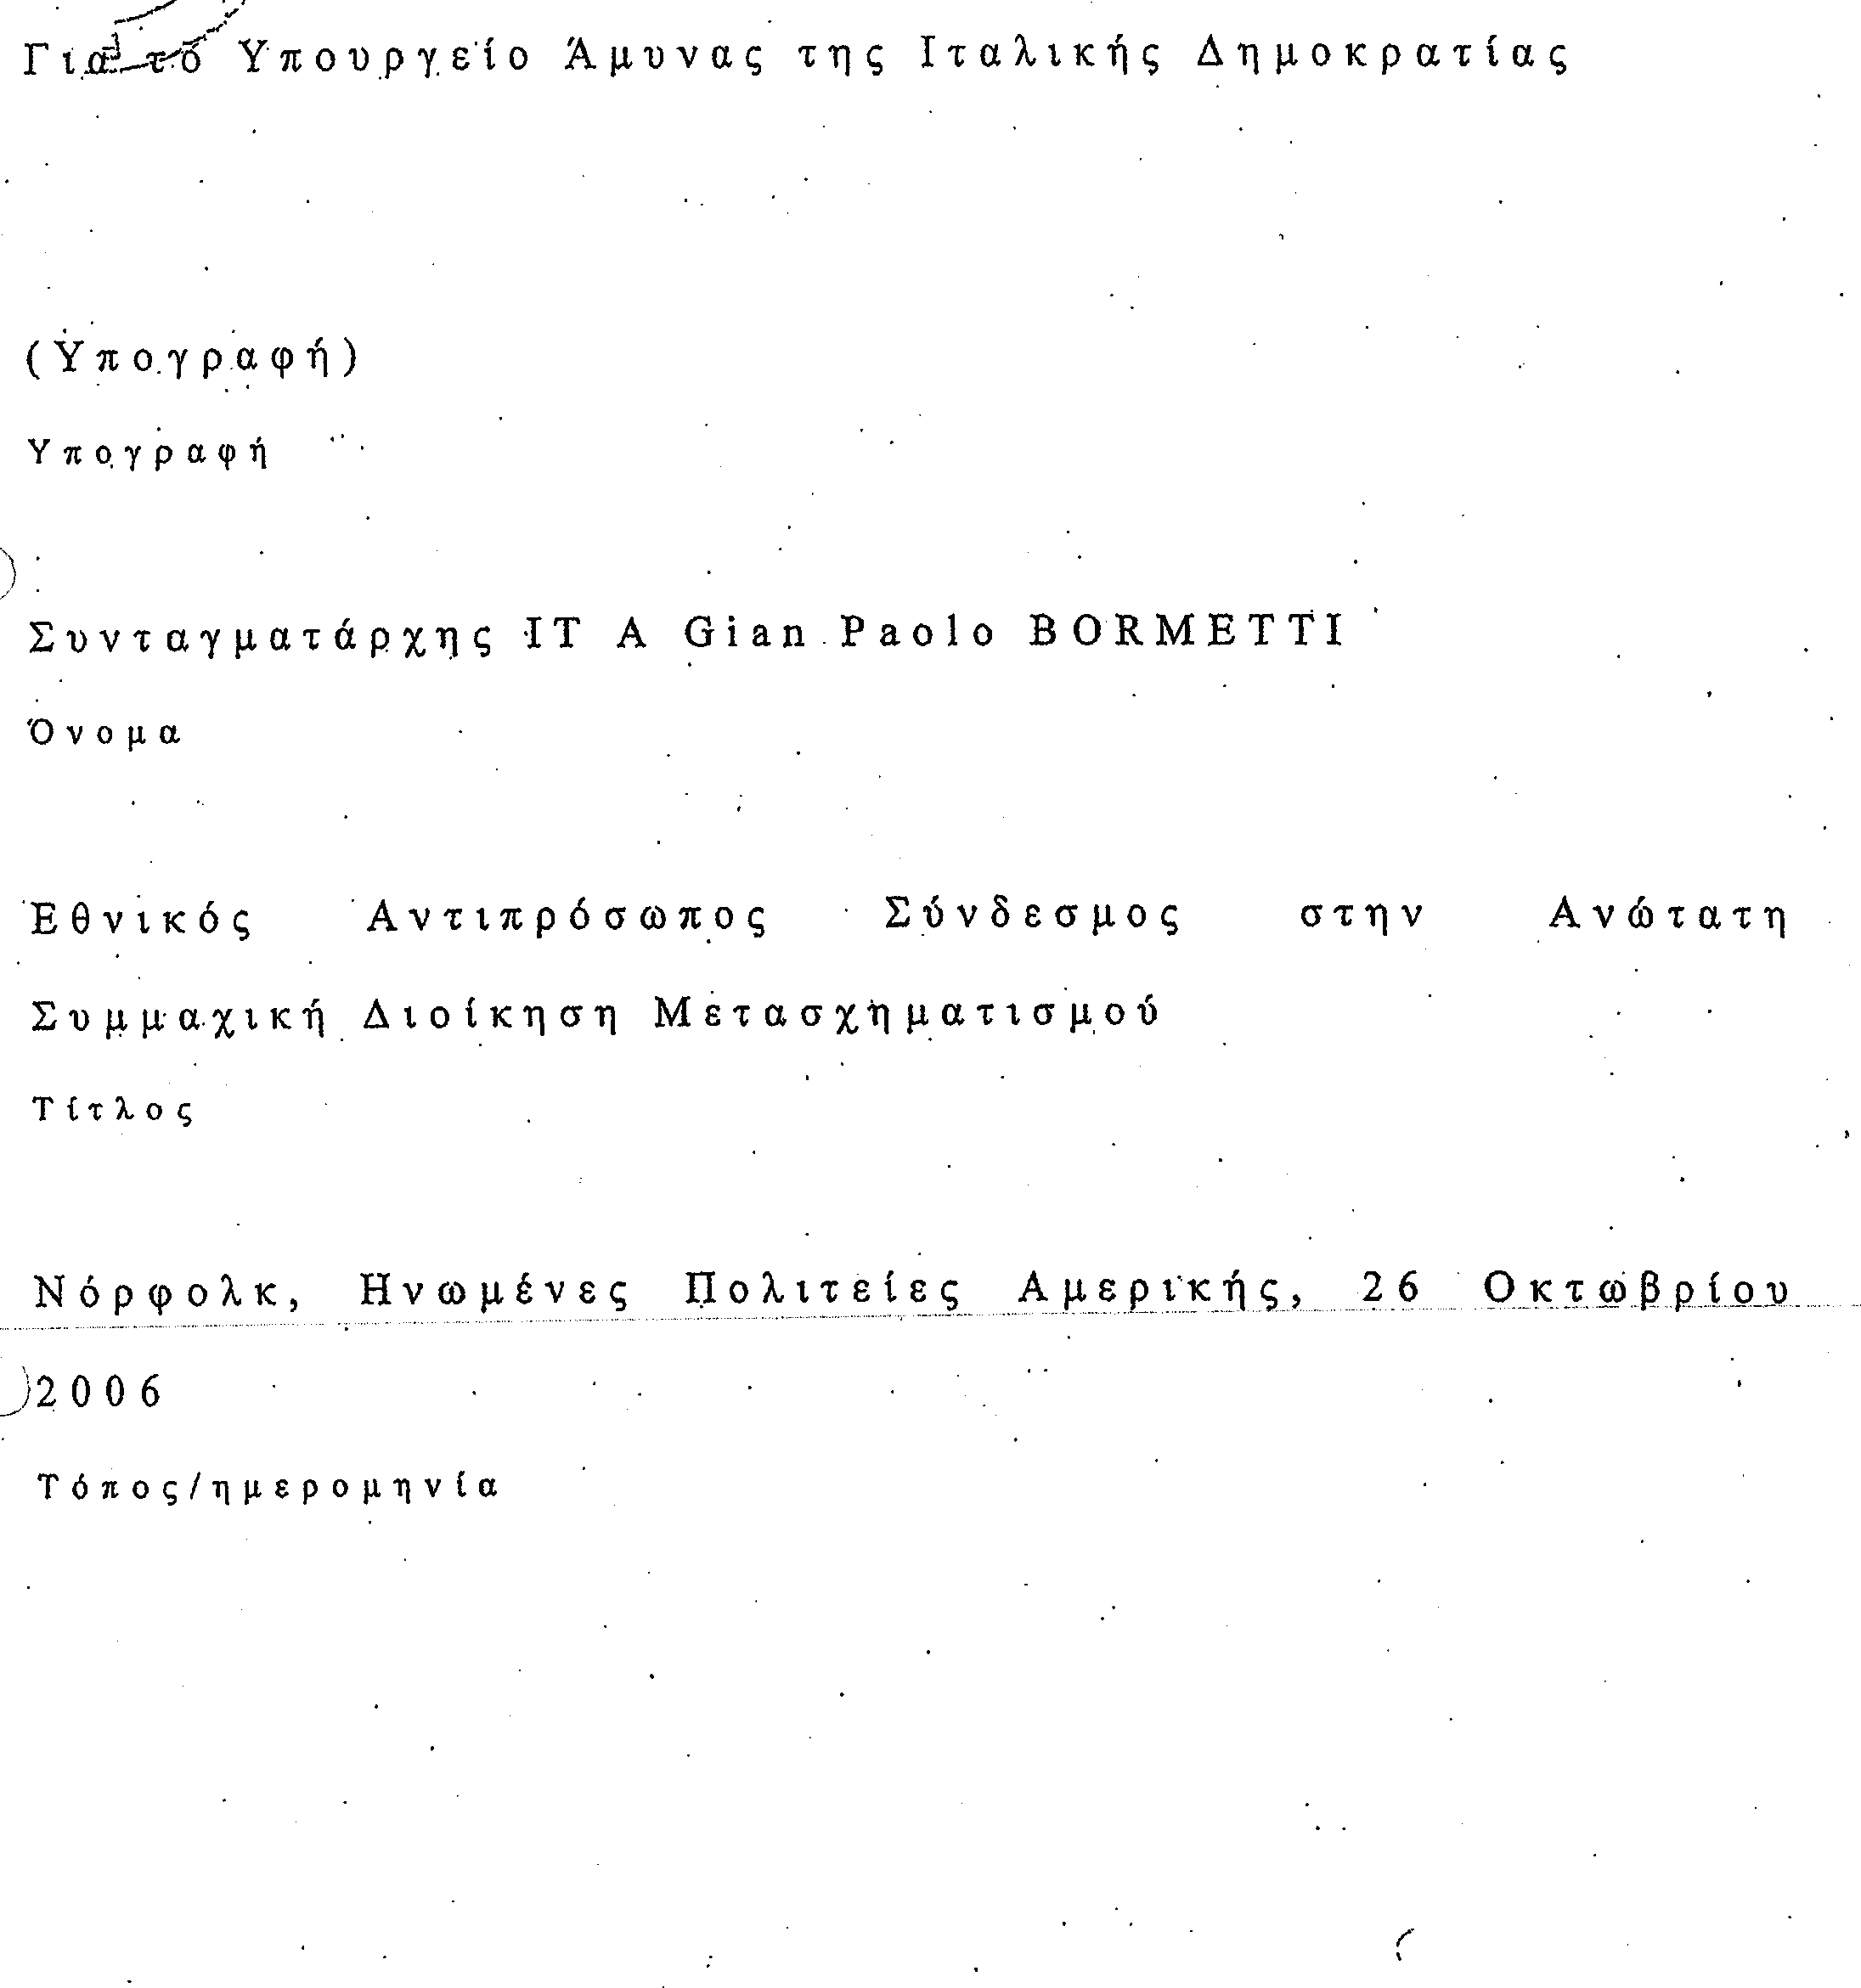 Για το Υπουργείο Άμυνας της Ιταλικής Δημοκρατίας
(Υπογραφή)
Υπογραφή
Συνταγματάρχης IT A Gian Paolo BORMETTI
Όνομα
Εθνικός Αντιπρόσωπος Σύνδεσμος στην Ανώτατη
Συμμαχική Διοίκηση Μετασχηματισμού
Τίτλος
Νόρφολκ, Ηνωμένες Πολιτείες Αμερικής, 26 Οκτωβρίου
2006
Τόπος/ημερομηνία